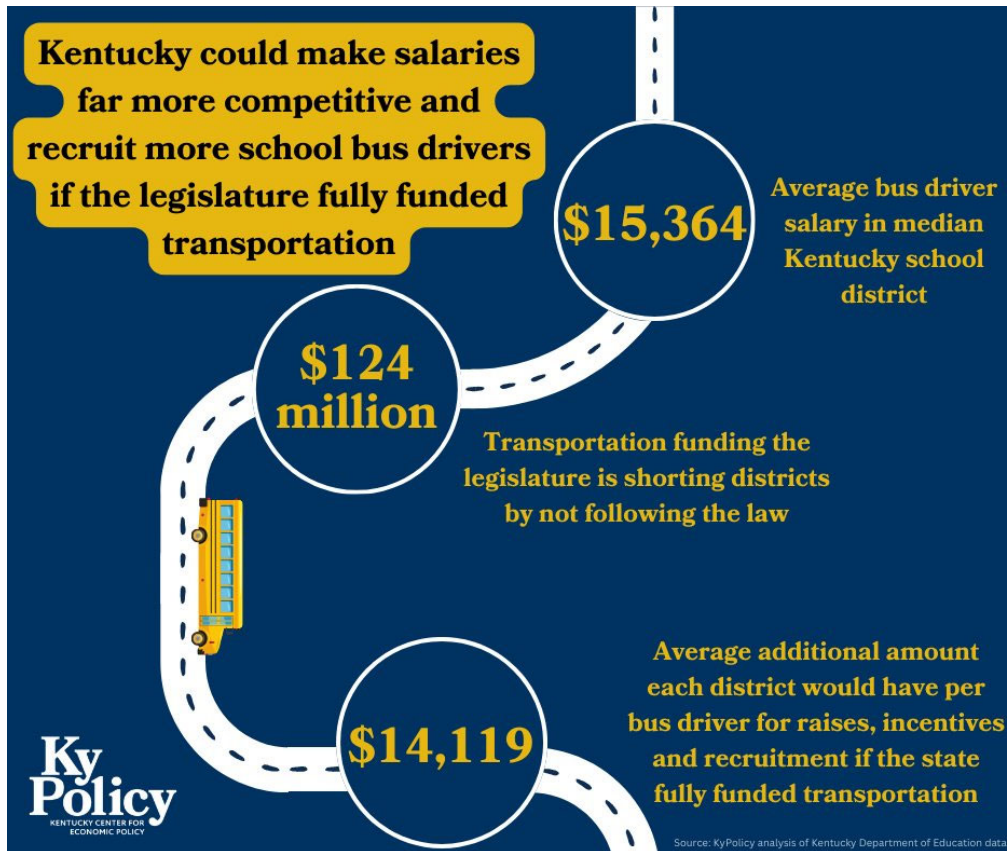 Kentucky could make salaries
far more competitive and
recruit more school bus drivers
if the legislature fully funded
transportation
$15,364
Average bus driver
salary in median
Kentucky school
district
$124
million
Transportation funding the
legislature is shorting districts
by not following the law
$14,119
Average additional amount
each district would have per
bus driver for raises, incentives
and recruitment if the state
fully funded transportation
Ky
Policy
KENTUCKY CENTER FOR
ECONOMIC POLICY
Source: KyPolicy analysis of Kentucky Department of Education data